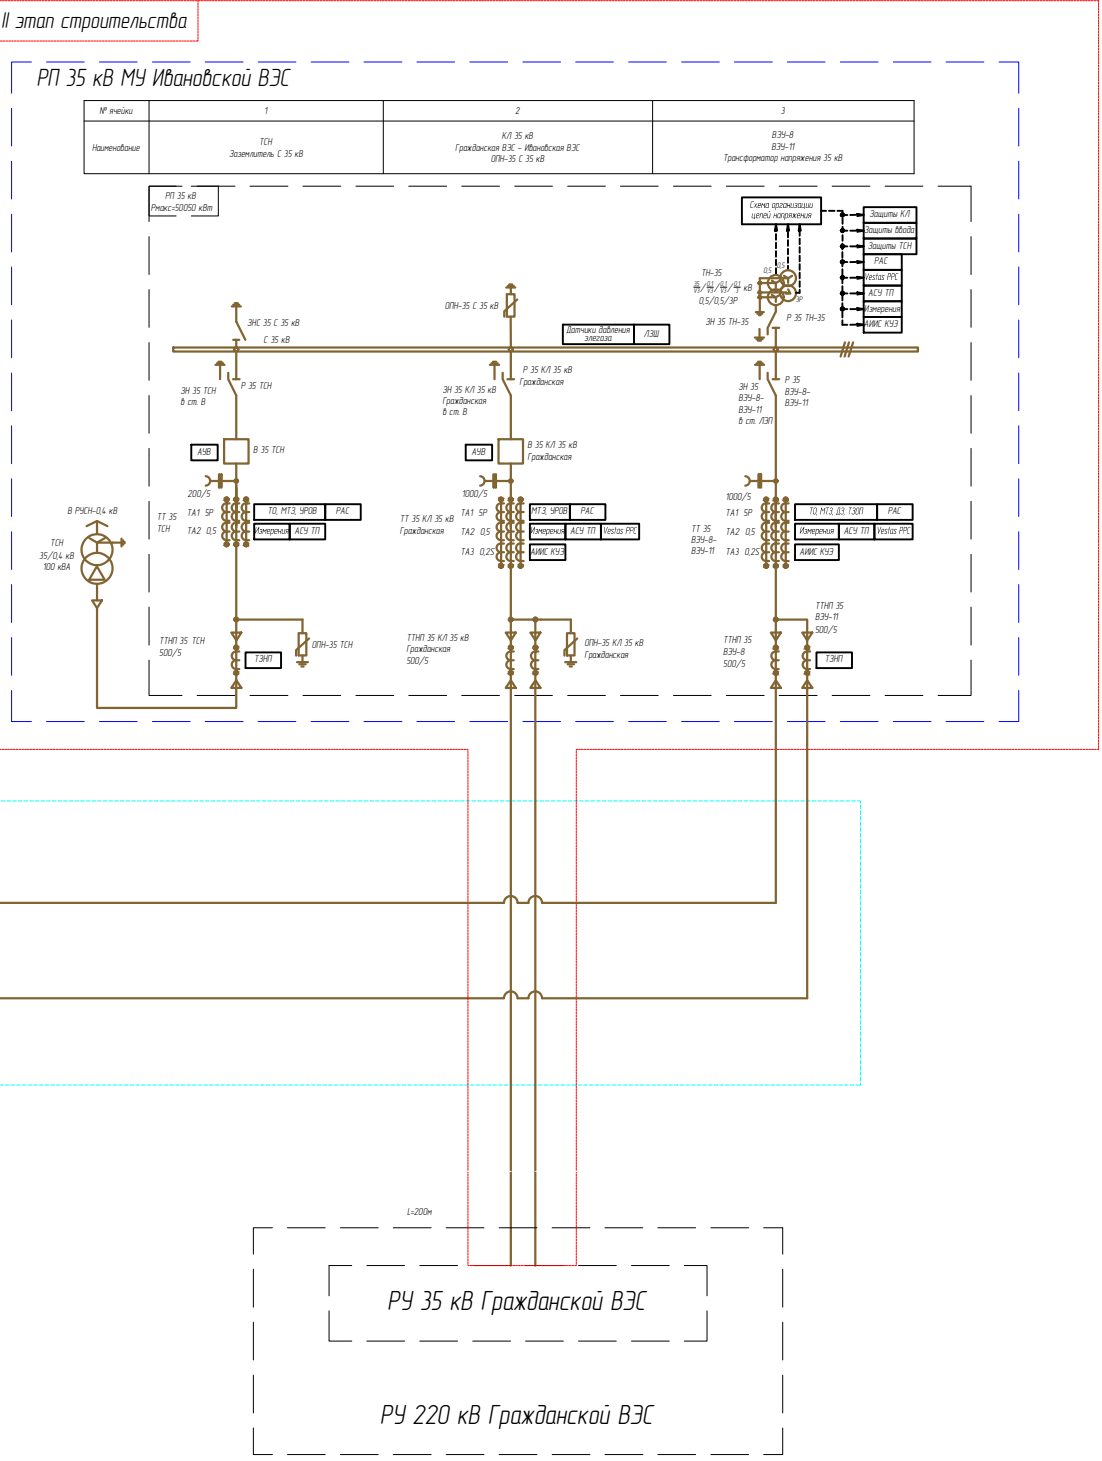 II этап строительства
РП 35 кВ МУ Ивановской ВЭС
№ ячейки
1
2
3
Наименование
ТСН
Заземлитель С 35 кВ
КЛ 35 кВ
Гражданская ВЭС - Ивановская ВЭС
ОПН-35 С 35 кВ
ВЭУ-8
ВЭУ-11
Трансформатор напряжения 35 кВ
РП 35 кВ
Рмакс=50050 кВт
Схема организации
цепей напряжения
Защиты КЛ
Защиты ввода
Защиты ТСН
РАС
Vestas PPC
АСУ ТП
Измерения
АИИС КУЭ
ТН-35
0,5/0,5/3Р
0,5
0,5
3Р
ЗН 35 ТН-35
Р 35 ТН-35
ЗНС 35 С 35 кВ
С 35 кВ
ОПН-35 С 35 кВ
Датчики давления
элегаза
ЛЗШ
ЗН 35 ТСН
в ст. В
Р 35 ТСН
ЗН 35 КЛ 35 кВ
Гражданская
в ст. В
Р 35 КЛ 35 кВ
Гражданская
ЗН 35
ВЭУ-8-
ВЭУ-11
в ст. ЛЭП
Р 35
ВЭУ-8-
ВЭУ-11
АУВ
В 35 ТСН
АУВ
В 35 КЛ 35 кВ
Гражданская
200/5
ТТ 35
ТСН
ТА1 5Р
ТА2 0,5
ТО, МТЗ, УРОВ
РАС
Измерения
АСУ ТП
1000/5
ТТ 35 КЛ 35 кВ
Гражданская
ТА1 5Р
ТА2 0,5
ТА3 0,2S
МТЗ, УРОВ
РАС
Измерения
АСУ ТП
Vestas PPC
АИИС КУЭ
1000/5
ТТ 35
ВЭУ-8-
ВЭУ-11
ТА1 5Р
ТА2 0,5
ТА3 0,2S
ТО, МТЗ, ДЗ, ТЗОП
РАС
Измерения
АСУ ТП
Vestas PPC
АИИС КУЭ
В РУСН-0,4 кВ
ТСН
35/0,4 кВ
100 кВА
ТТНП 35 ТСН
500/5
ТЗНП
ОПН-35 ТСН
ТТНП 35 КЛ 35 кВ
Гражданская
500/5
ОПН-35 КЛ 35 кВ
Гражданская
ТТНП 35
ВЭУ-8
500/5
ТТНП 35
ВЭУ-11
500/5
ТЗНП
L=200м
РУ 35 кВ Гражданской ВЭС
РУ 220 кВ Гражданской ВЭС